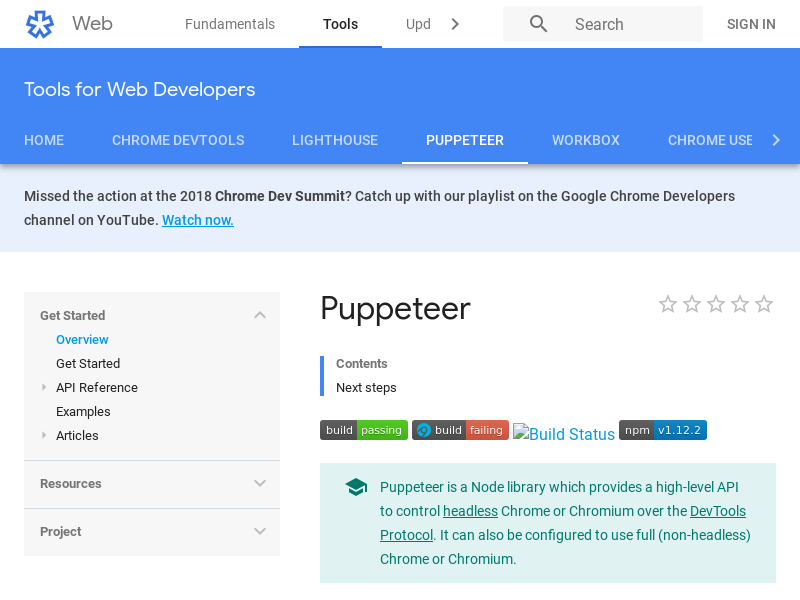 Web
Fundamentals
Tools
Upd
Search
SIGN IN
Tools for Web Developers
HOME
CHROME DEVTOOLS
LIGHTHOUSE
PUPPETEER
WORKBOX
CHROME USE
Missed the action at the 2018 Chrome Dev Summit? Catch up with our playlist on the Google Chrome Developers
channel on YouTube. Watch now.
Get Started
Overview
Get Started
API Reference
Examples
Articles
Resources
Project
Puppeteer
Contents
Next steps
build passing
build failing
Build Status
npm v1.12.2
Puppeteer is a Node library which provides a high-level API
to control headless Chrome or Chromium over the DevTools
Protocol. It can also be configured to use full (non-headless)
Chrome or Chromium.